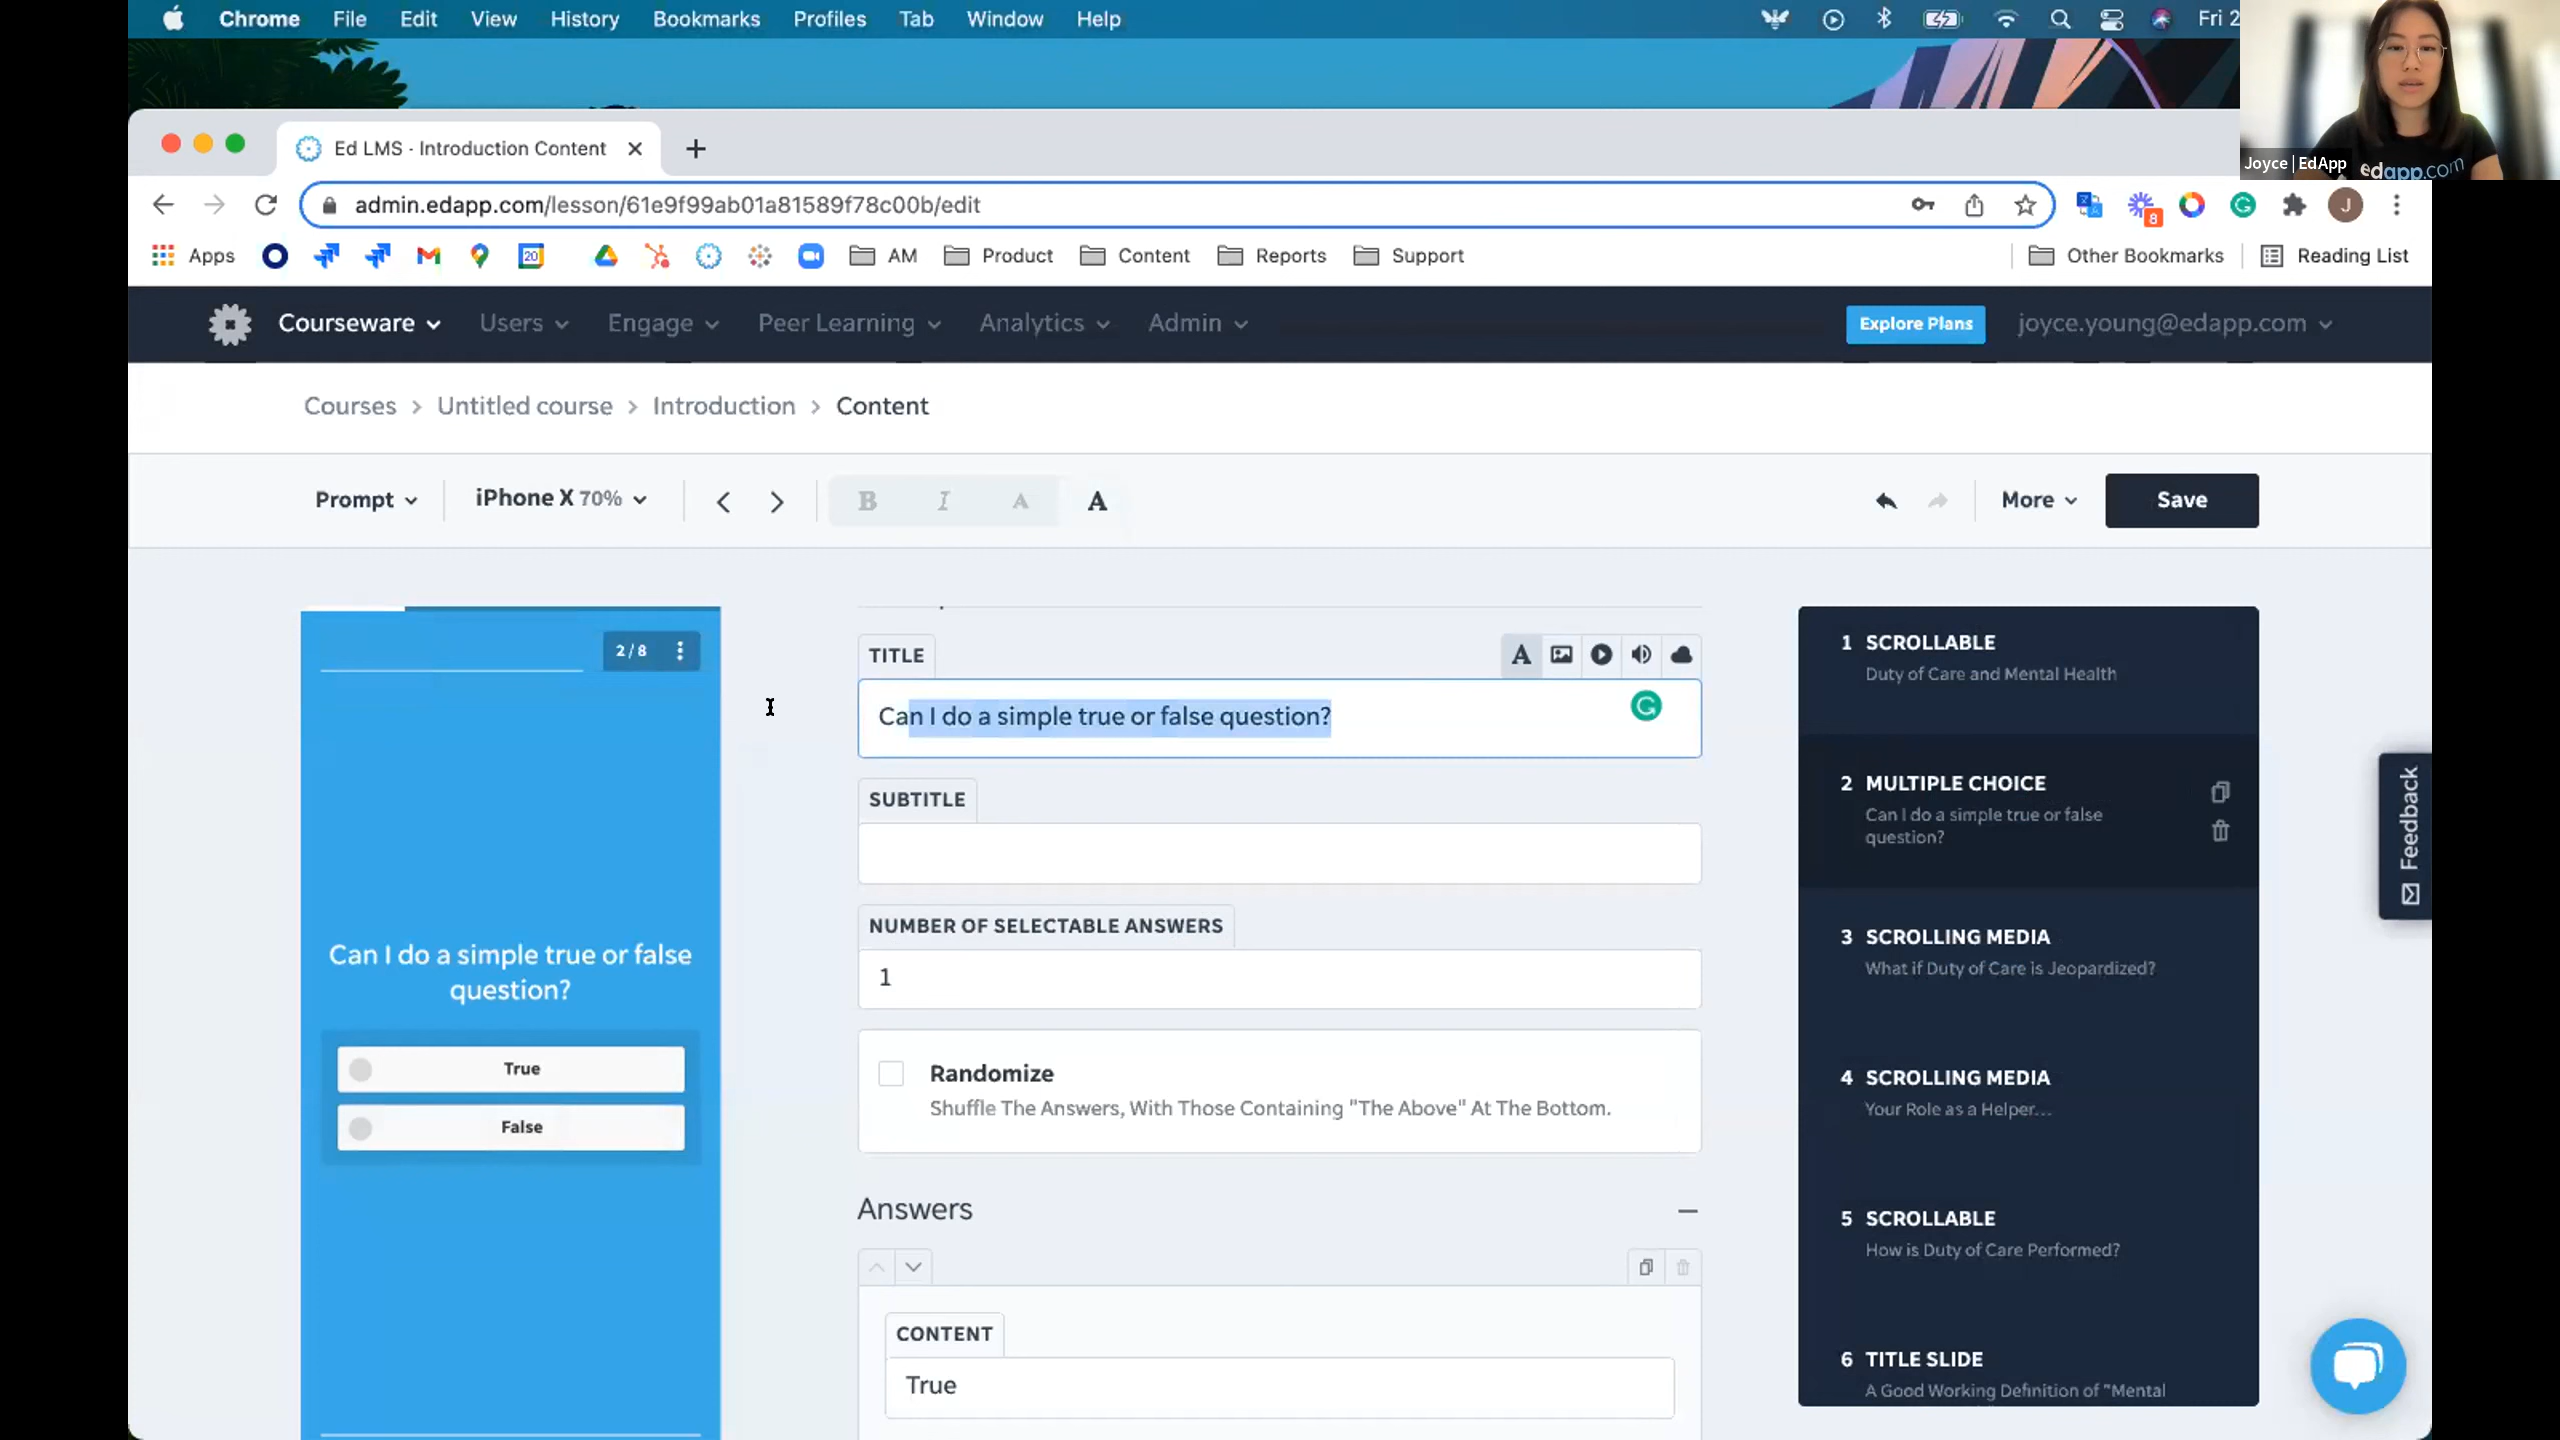 Chrome File Edit View History Bookmarks Profiles Tab Window Help Fri 2
Joyce | EdApp
edapp.com
Ed LMS - Introduction Content
admin.edapp.com/lesson/61e9f99ab01a81589f78c00b/edit
8
J
Apps 20 AM Product Content Reports Support Other Bookmarks Reading List
Courseware Users Engage Peer Learning Analytics Admin Explore Plans joyce.young@edapp.com
Courses > Untitled course > Introduction > Content
Prompt iPhone X 70% B I A A More Save
2/8
Can I do a simple true or false
question?
True
False
TITLE
A
Can I do a simple true or false question?
SUBTITLE
NUMBER OF SELECTABLE ANSWERS
1
Randomize
Shuffle The Answers, With Those Containing "The Above" At The Bottom.
Answers
CONTENT
True
1 SCROLLABLE
Duty of Care and Mental Health
2 MULTIPLE CHOICE
Can I do a simple true or false
question?
3 SCROLLING MEDIA
What if Duty of Care is Jeopardized?
4 SCROLLING MEDIA
Your Role as a Helper...
5 SCROLLABLE
How is Duty of Care Performed?
6 TITLE SLIDE
A Good Working Definition of "Mental
Feedback